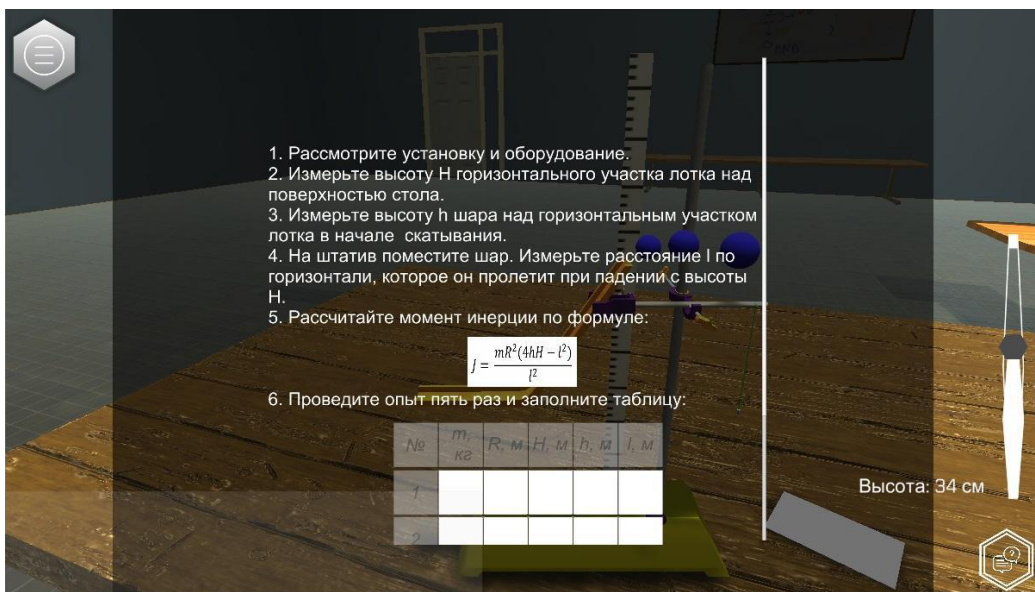 1. Рассмотрите установку и оборудование.
2. Измерьте высоту H горизонтального участка лотка над
поверхностью стола.
3. Измерьте высоту h шара над горизонтальным участком
лотка в начале скатывания.
4. На штатив поместите шар. Измерьте расстояние l по
горизонтали, которое он пролетит при падении с высоты
H.
5. Рассчитайте момент инерции по формуле:
J = mR²(4hH − l²) / l²
6. Проведите опыт пять раз и заполните таблицу:
№ m, кг R, м H, м h, м l, м
1
Высота: 34 см
2